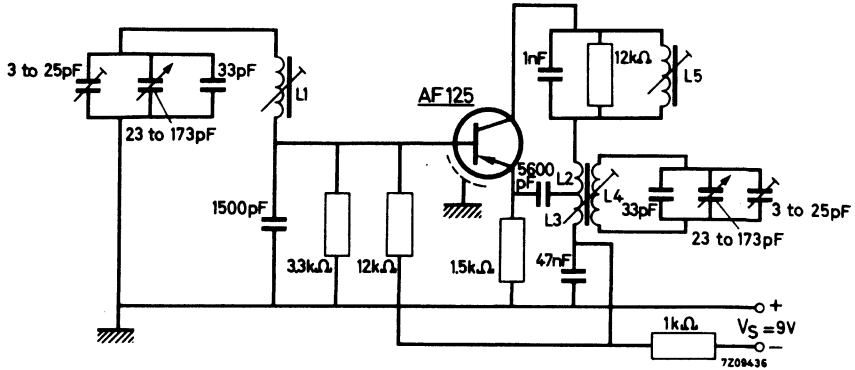 3 to 25pF
33pF
L1
23 to 173pF
1500pF
3.3kΩ
12kΩ
AF125
1nF
12kΩ
L5
5600
pF
L2
L4
L3
33pF
3 to 25pF
23 to 173pF
1.5kΩ
47nF
+
VS = 9V
−
1kΩ
7Z09436